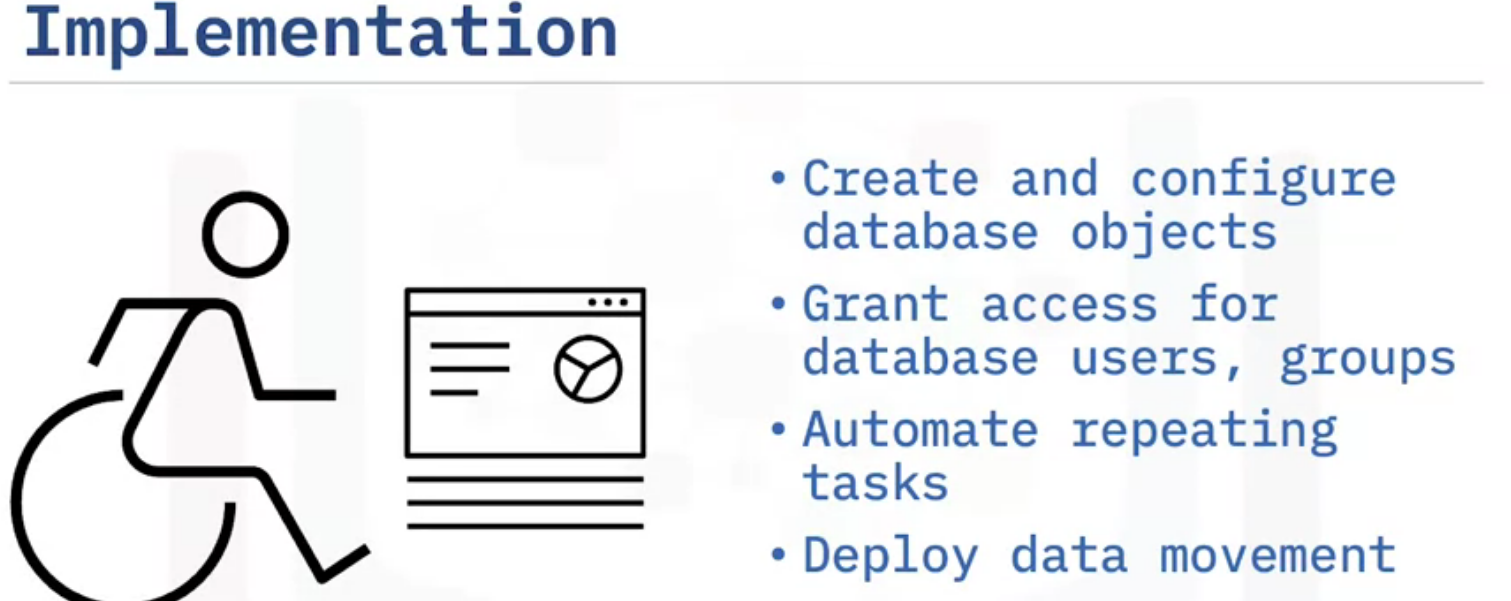 Implementation
• Create and configure
database objects
• Grant access for
database users, groups
• Automate repeating
tasks
• Deploy data movement